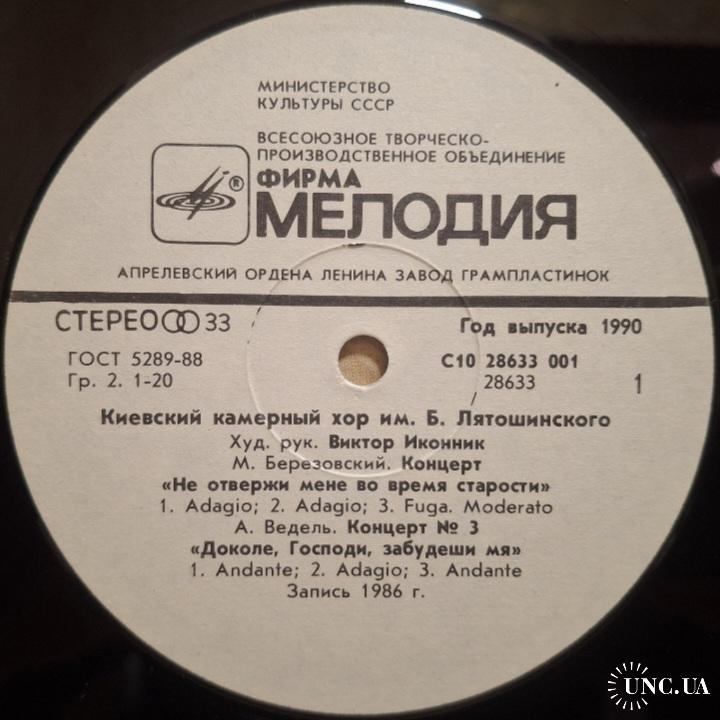 МИНИСТЕРСТВО
КУЛЬТУРЫ СССР
ВСЕСОЮЗНОЕ ТВОРЧЕСКО-
ПРОИЗВОДСТВЕННОЕ ОБЪЕДИНЕНИЕ
®
ФИРМА
МЕЛОДИЯ
АПРЕЛЕВСКИЙ ОРДЕНА ЛЕНИНА ЗАВОД ГРАМПЛАСТИНОК
СТЕРЕО 33
Год выпуска 1990
ГОСТ 5289-88
С10 28633 001
Гр. 2. 1-20
28633
1
Киевский камерный хор им. Б. Лятошинского
Худ. рук. Виктор Иконник
М. Березовский. Концерт
«Не отвержи мене во время старости»
1. Adagio; 2. Adagio; 3. Fuga. Moderato
А. Ведель. Концерт № 3
«Доколе, Господи, забудеши мя»
1. Andante; 2. Adagio; 3. Andante
Запись 1986 г.
UNC.UA